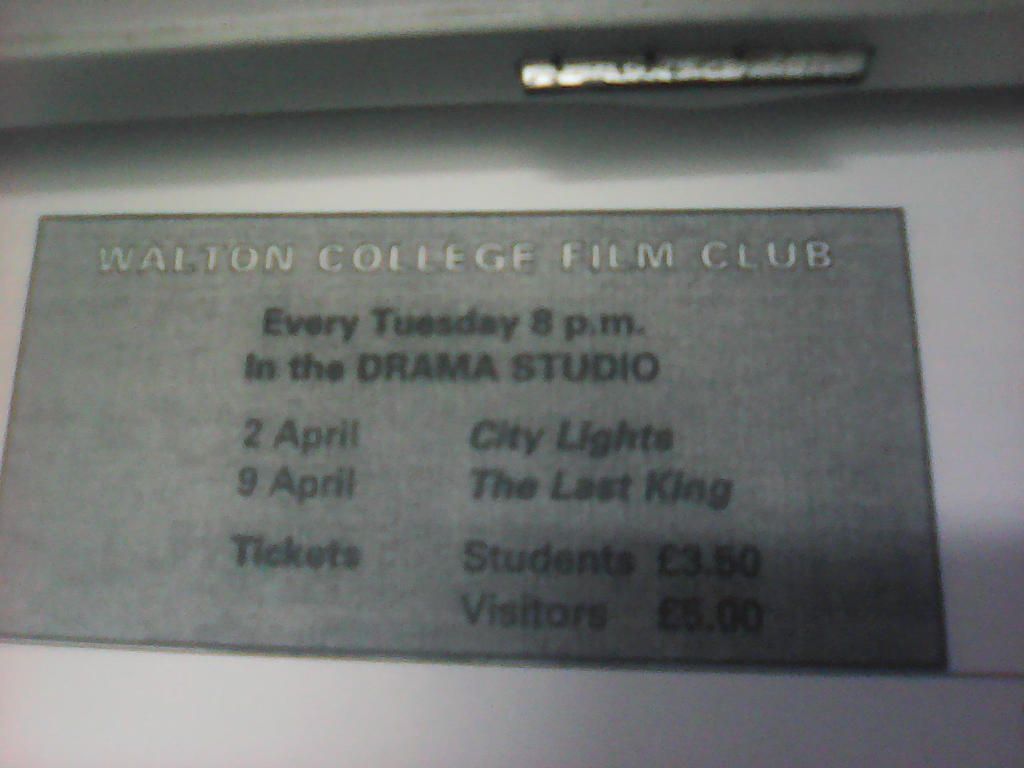 WALTON COLLEGE FILM CLUB
Every Tuesday 8 p.m.
In the DRAMA STUDIO
2 April City Lights
9 April The Last King
Tickets Students £3.50
Visitors £5.00